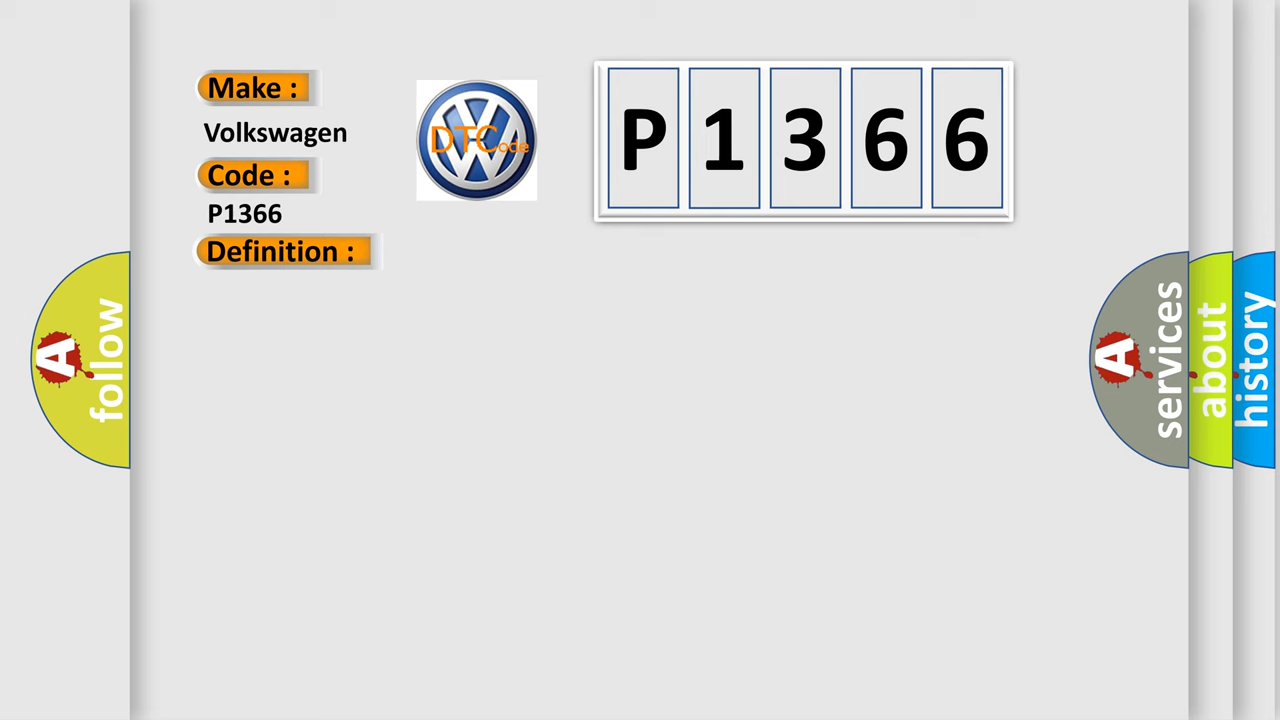 Make :
Volkswagen
Code :
P1366
Definition :
DTCode
P 1 3 6 6
A follow
A services
about
history